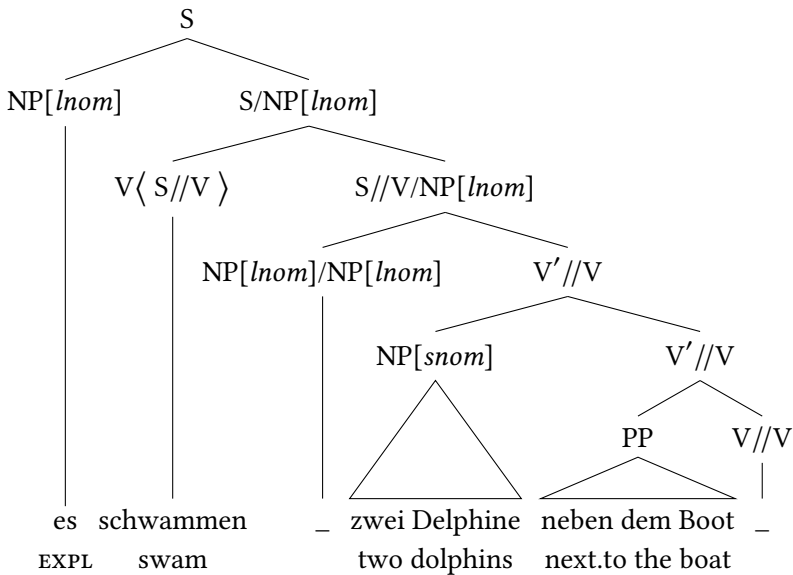 S
NP[lnom] S/NP[lnom]
V⟨ S//V ⟩ S//V/NP[lnom]
NP[lnom]/NP[lnom] V′//V
NP[snom] V′//V
PP V//V
es schwammen _ zwei Delphine neben dem Boot _
EXPL swam two dolphins next.to the boat